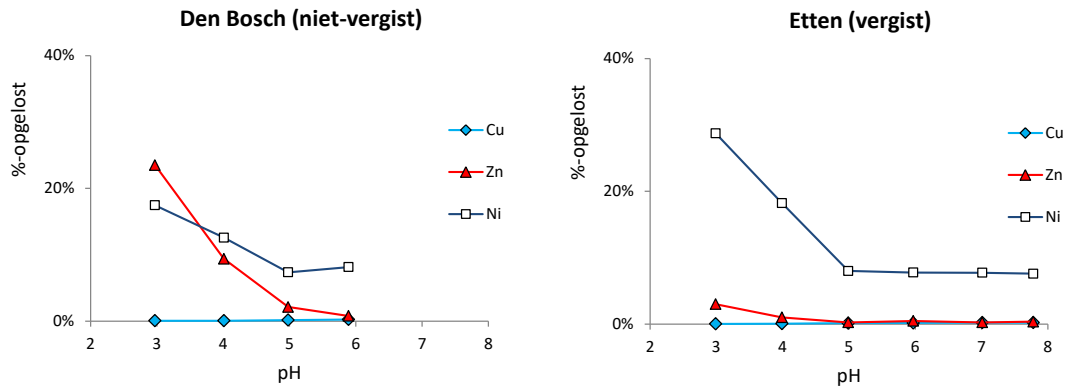 Den Bosch (niet-vergist)
40%
20%
0%
%-opgelost
2 3 4 5 6 7 8
pH
Cu
Zn
Ni
Etten (vergist)
40%
20%
0%
%-opgelost
2 3 4 5 6 7 8
pH
Cu
Zn
Ni